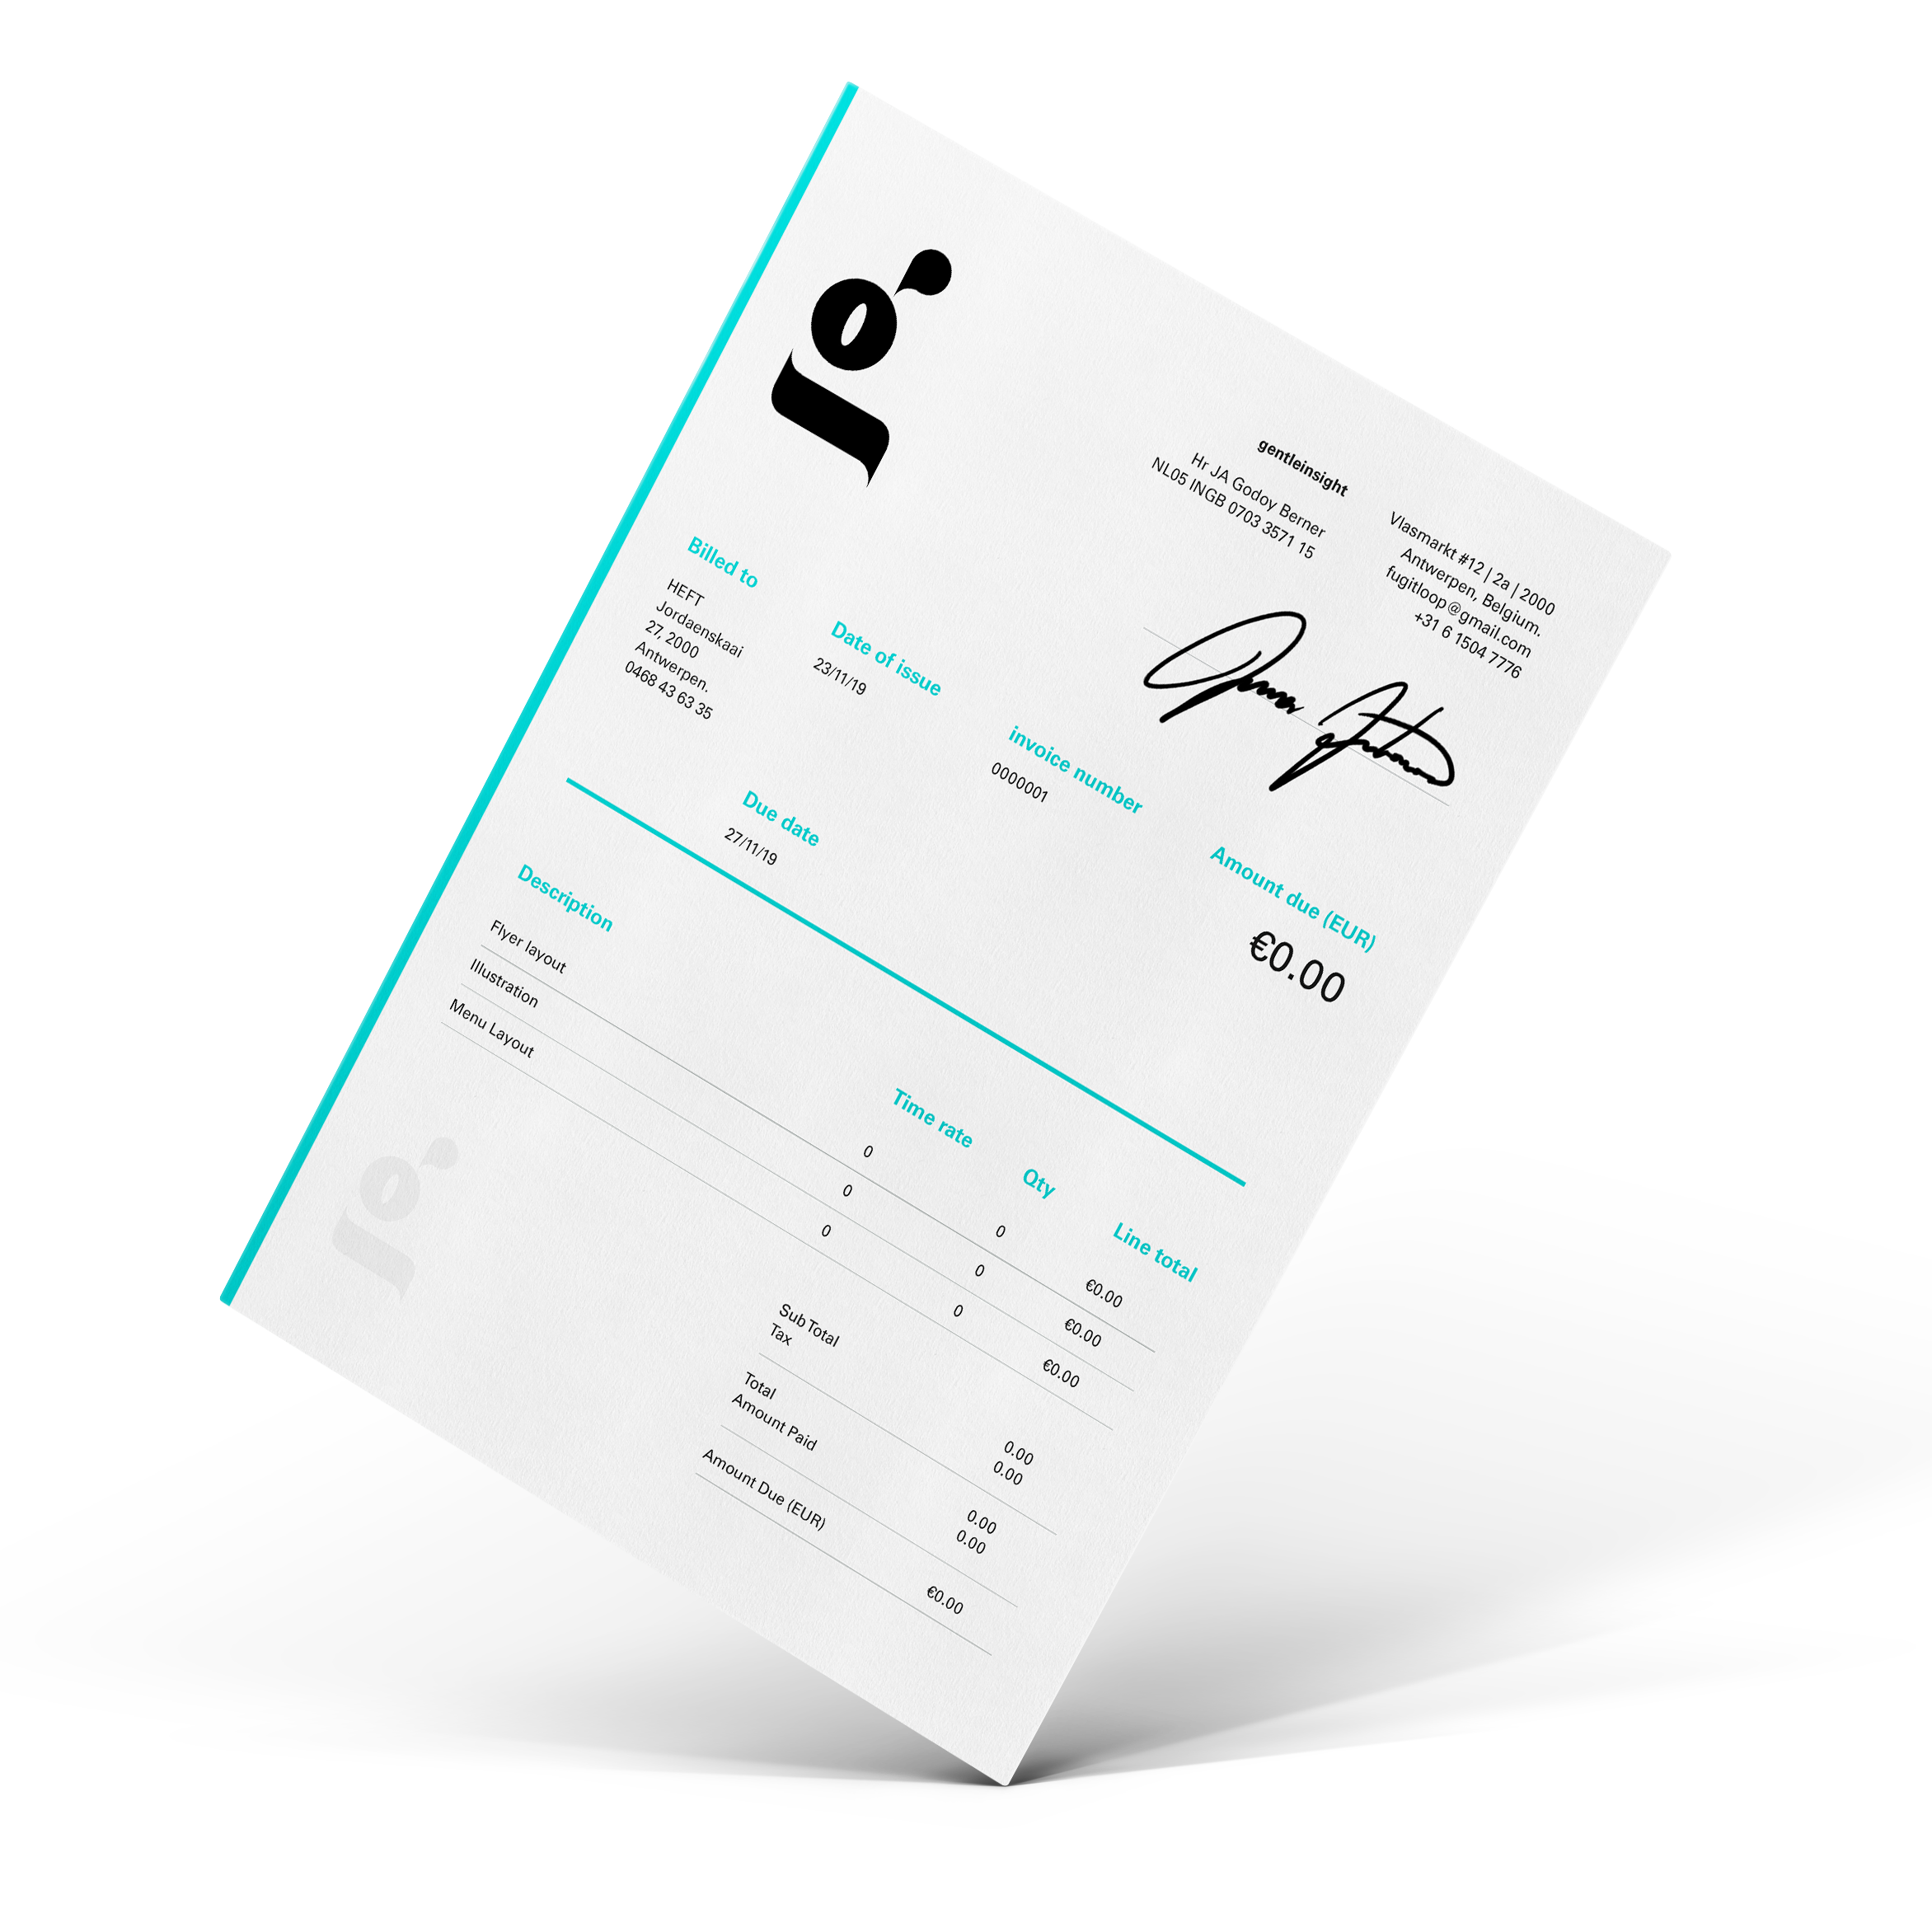 g
gentleinsight
Hr JA Godoy Berner
NL05 INGB 0703 3571 15
Vlasmarkt #12 | 2a | 2000
Antwerpen, Belgium.
fugitloop@gmail.com
+31 6 1504 7776
Billed to
HEFT
Jordaenskaai
27, 2000
Antwerpen.
0468 43 63 35
Date of issue
23/11/19
Due date
27/11/19
invoice number
0000001
Amount due (EUR)
€0.00
Description Time rate Qty Line total
Flyer layout 0 0 €0.00
Illustration 0 0 €0.00
Menu Layout 0 0 €0.00
Sub Total 0.00
Tax 0.00
Total 0.00
Amount Paid 0.00
Amount Due (EUR) €0.00
g